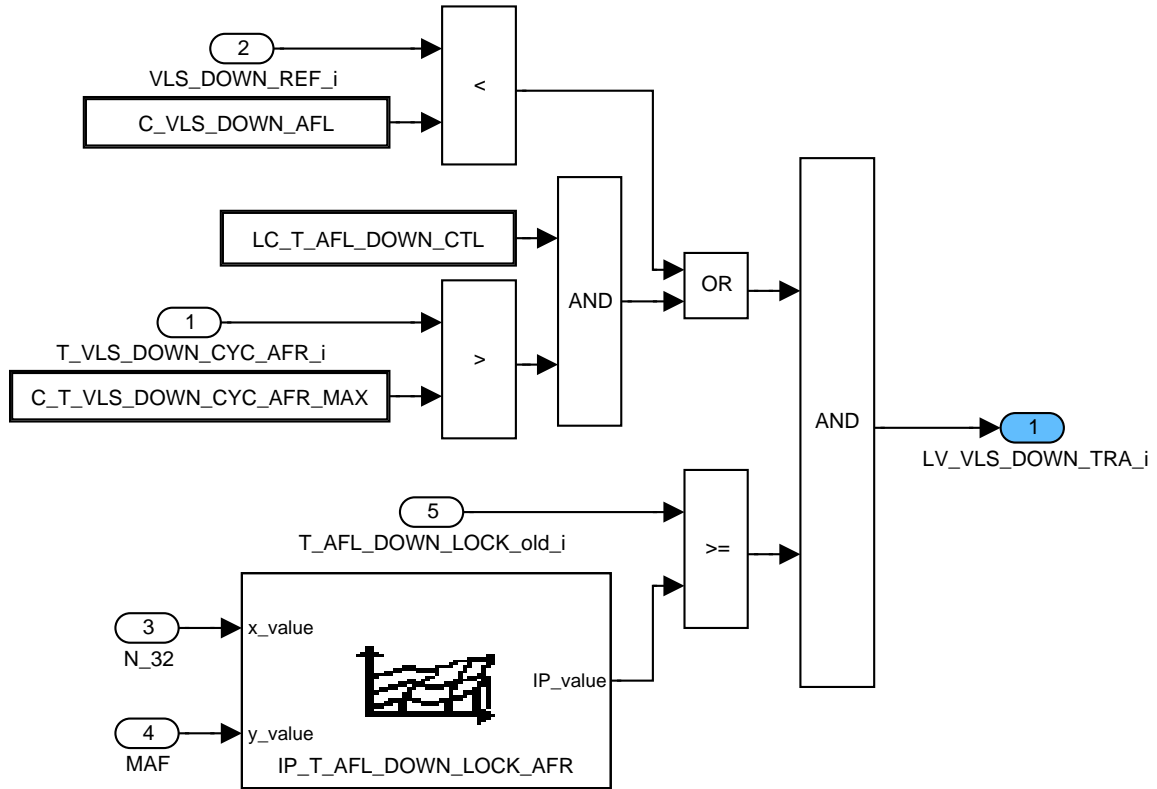 2
VLS_DOWN_REF_i
C_VLS_DOWN_AFL
<
LC_T_AFL_DOWN_CTL
AND
OR
1
T_VLS_DOWN_CYC_AFR_i
C_T_VLS_DOWN_CYC_AFR_MAX
>
AND
1
LV_VLS_DOWN_TRA_i
5
T_AFL_DOWN_LOCK_old_i
>=
3
N_32
x_value
IP_value
4
MAF
y_value
IP_T_AFL_DOWN_LOCK_AFR